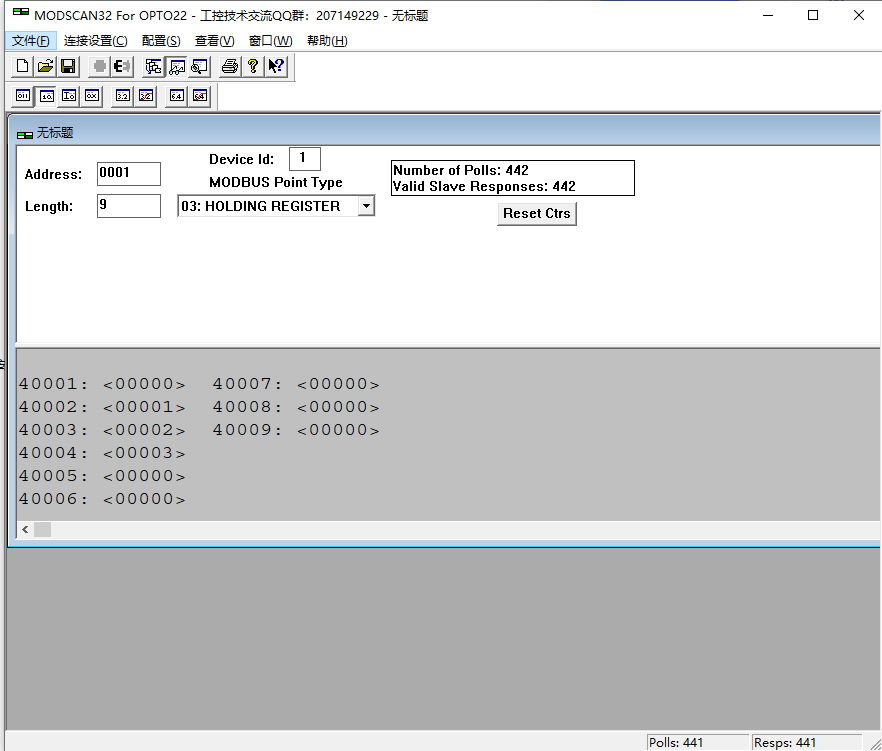 MODSCAN32 For OPTO22 - 工控技术交流QQ群：207149229 - 无标题
文件(F) 连接设置(C) 配置(S) 查看(V) 窗口(W) 帮助(H)
无标题
Address: 0001
Device Id: 1
MODBUS Point Type
Length: 9
03: HOLDING REGISTER
Number of Polls: 442
Valid Slave Responses: 442
Reset Ctrs
40001: <00000> 40007: <00000>
40002: <00001> 40008: <00000>
40003: <00002> 40009: <00000>
40004: <00003>
40005: <00000>
40006: <00000>
Polls: 441 Resps: 441